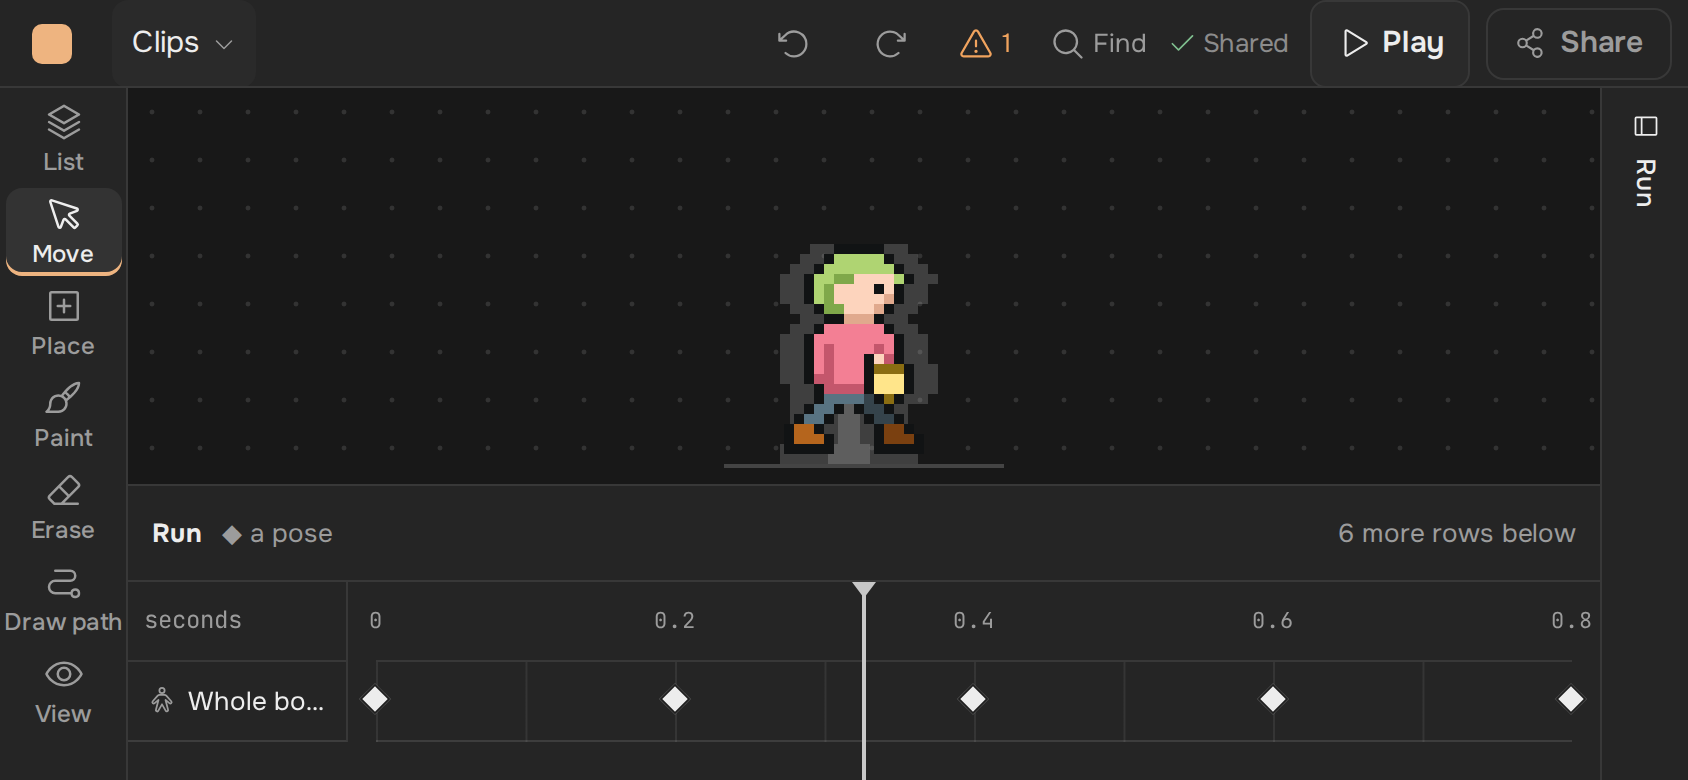 Clips
1
Find
Shared
Play
Share
List
Move
Place
Paint
Erase
Draw path
View
Run
Run
a pose
6 more rows below
seconds
0
0.2
0.4
0.6
0.8
Whole bo...